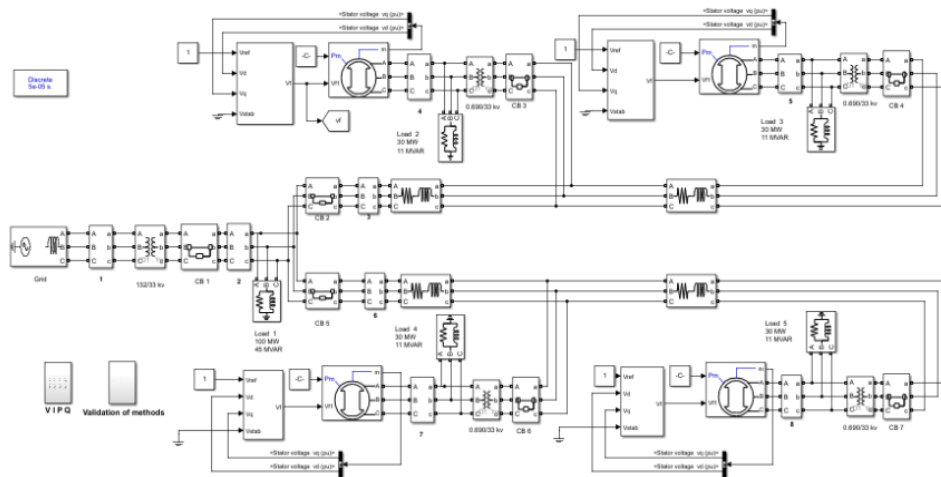 <Stator voltage vq (pu)>
<Stator voltage vd (pu)>
1
Vref
Vd
Vq
Vstab
Vf
-C-
Pm
Vf1
m
A
B
C
A a
B b
C c
4
0.690/33 kv
CB 3
vf
Load 2
30 MW
11 MVAR
Discrete
5e-05 s.
<Stator voltage vq (pu)>
<Stator voltage vd (pu)>
1
Vref
Vd
Vq
Vstab
Vf
-C-
Pm
m
5
0.690/33 kv
CB 4
Load 3
30 MW
11 MVAR
CB 2
3
Grid
1
132/33 kv
CB 1
2
Load 1
100 MW
45 MVAR
CB 5
6
Load 4
30 MW
11 MVAR
Load 5
30 MW
11 MVAR
V I P Q
Validation of methods
1
Vref
Vd
Vq
Vstab
Vf
-C-
Pm
m
7
0.690/33 kv
CB 6
<Stator voltage vq (pu)>
<Stator voltage vd (pu)>
1
Vref
Vd
Vq
Vstab
Vf
-C-
Pm
m
8
0.690/33 kv
CB 7
<Stator voltage vq (pu)>
<Stator voltage vd (pu)>